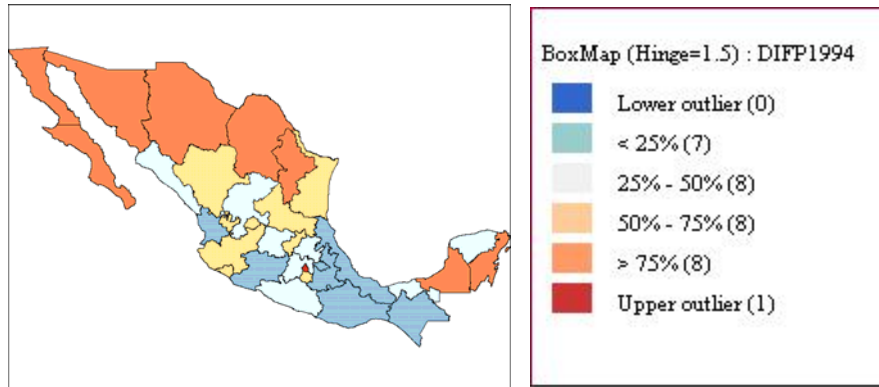 BoxMap (Hinge=1.5) : DIFP1994
Lower outlier (0)
< 25% (7)
25% - 50% (8)
50% - 75% (8)
> 75% (8)
Upper outlier (1)